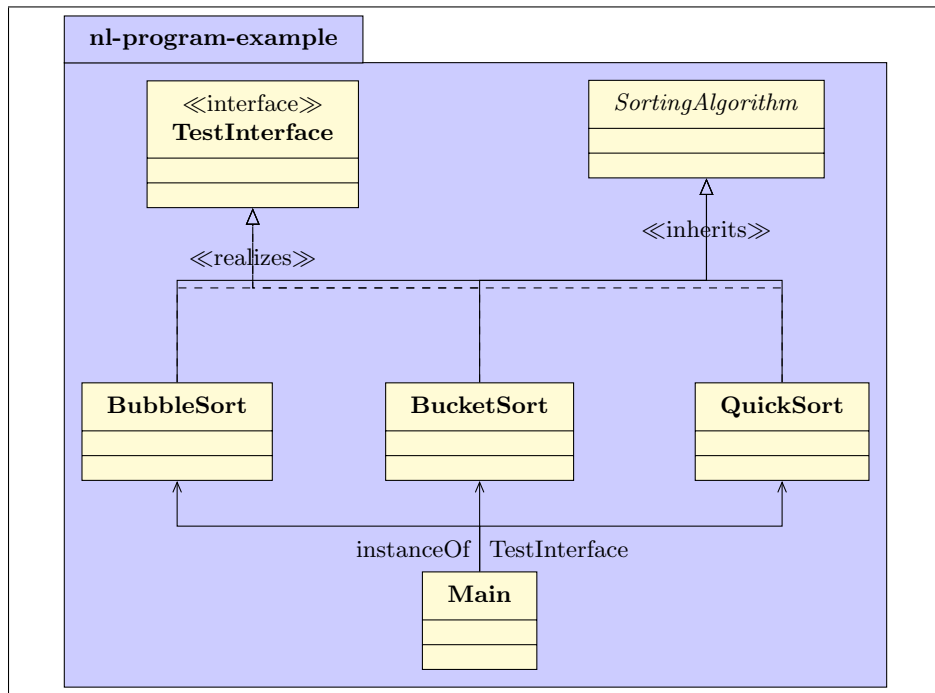 nl-program-example
≪interface≫
TestInterface
SortingAlgorithm
≪inherits≫
≪realizes≫
BubbleSort
BucketSort
QuickSort
instanceOf
TestInterface
Main